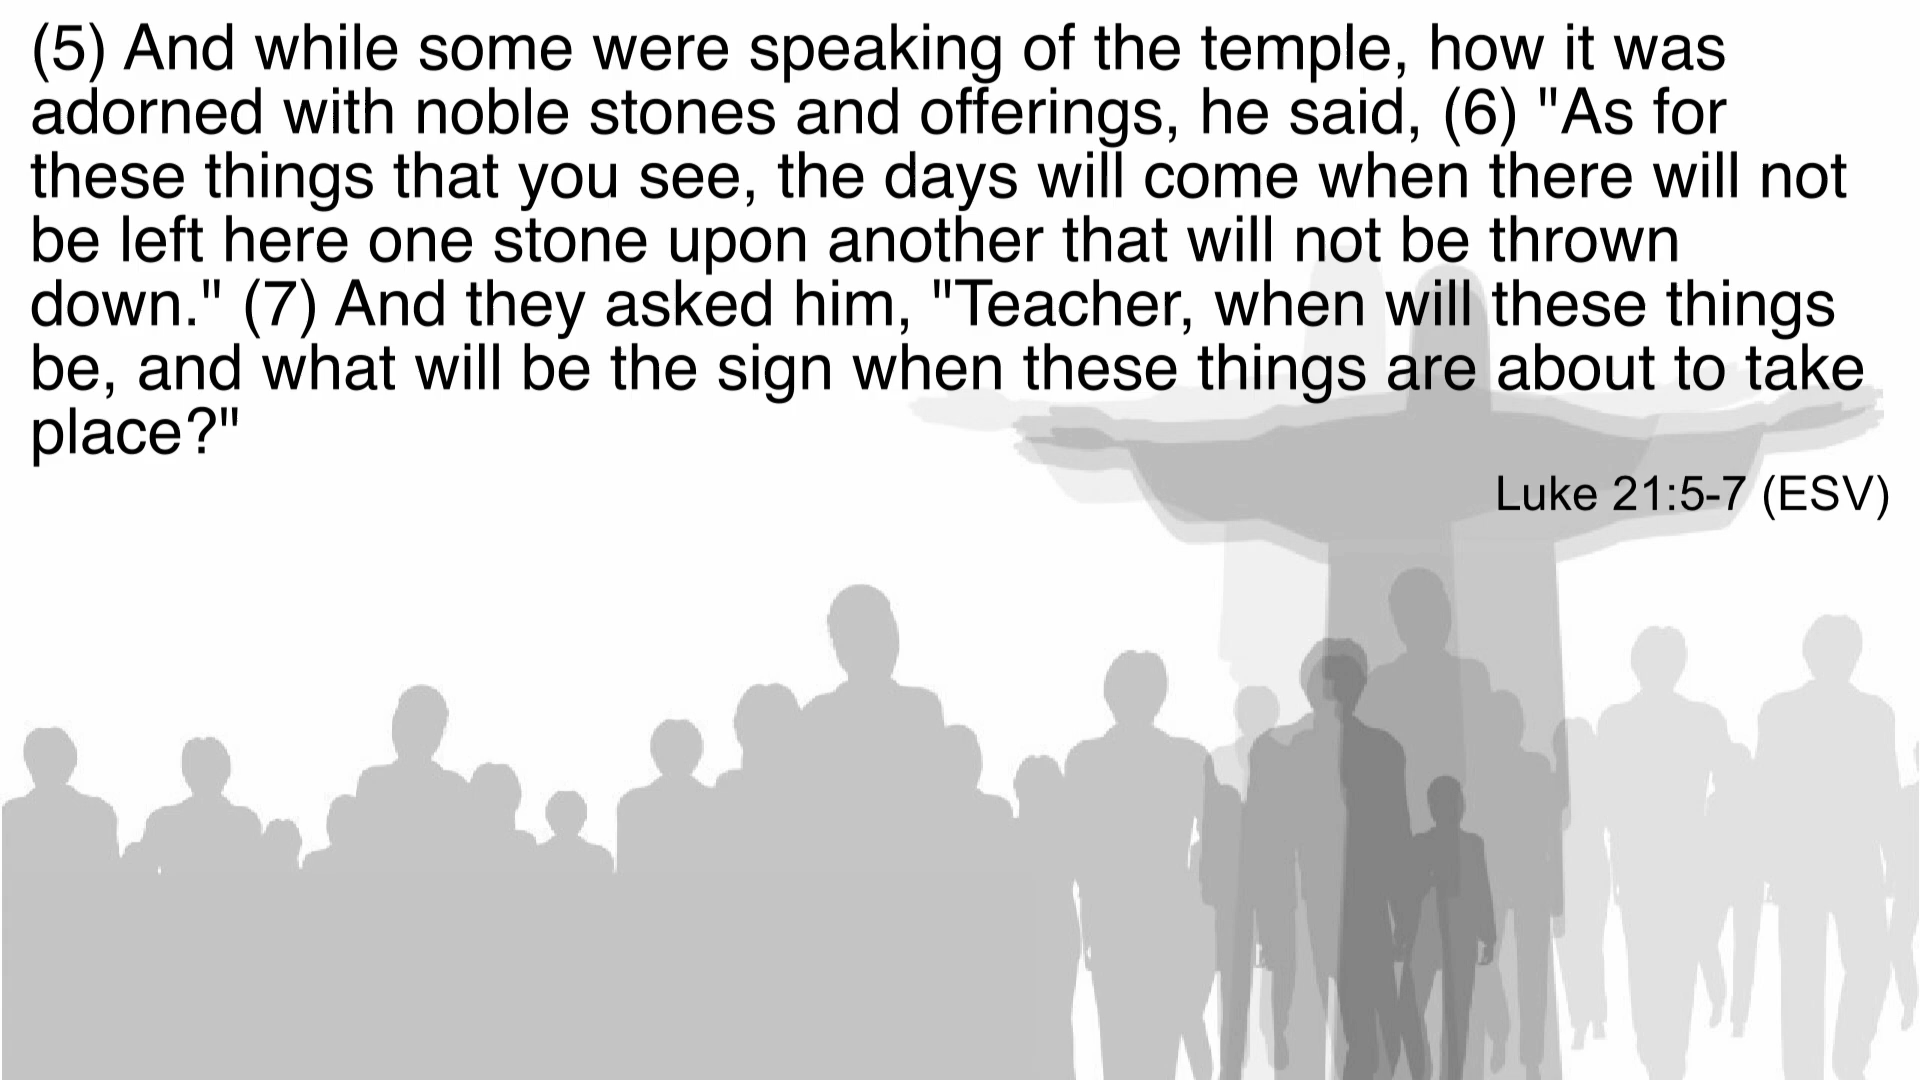 (5) And while some were speaking of the temple, how it was
adorned with noble stones and offerings, he said, (6) "As for
these things that you see, the days will come when there will not
be left here one stone upon another that will not be thrown
down." (7) And they asked him, "Teacher, when will these things
be, and what will be the sign when these things are about to take
place?"
Luke 21:5-7 (ESV)